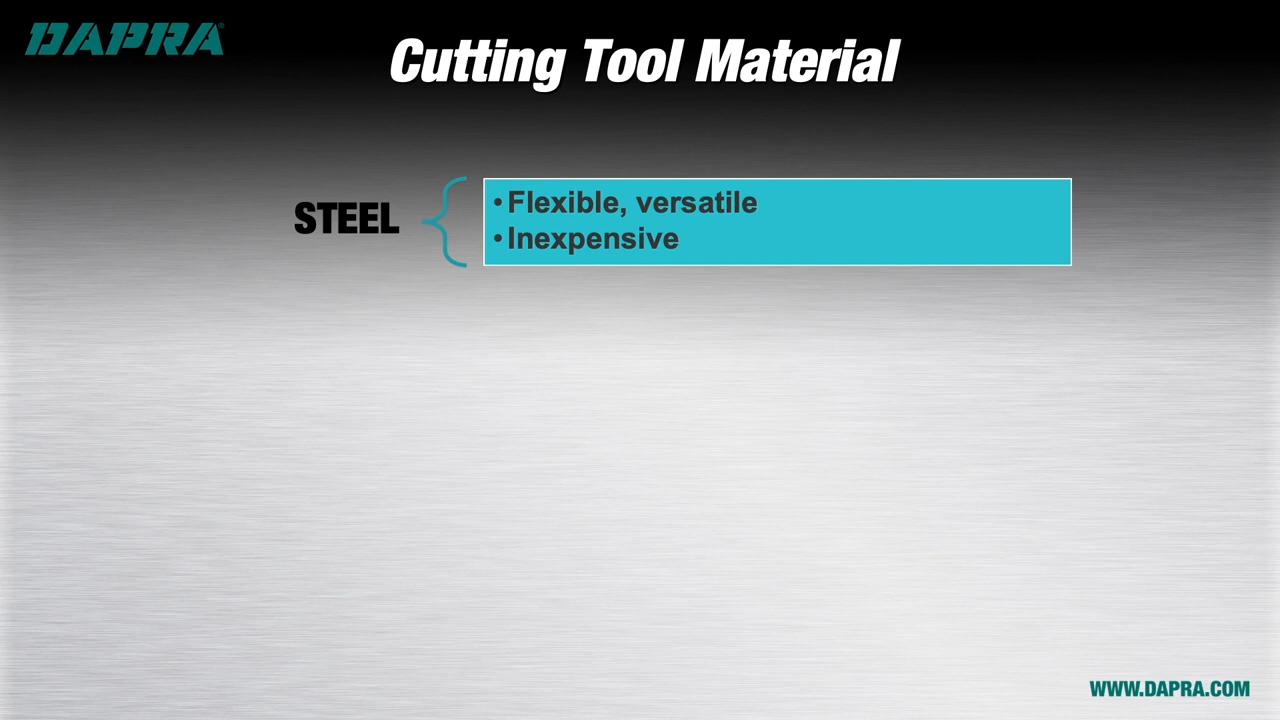 DAPRA®
Cutting Tool Material
STEEL
• Flexible, versatile
• Inexpensive
WWW.DAPRA.COM